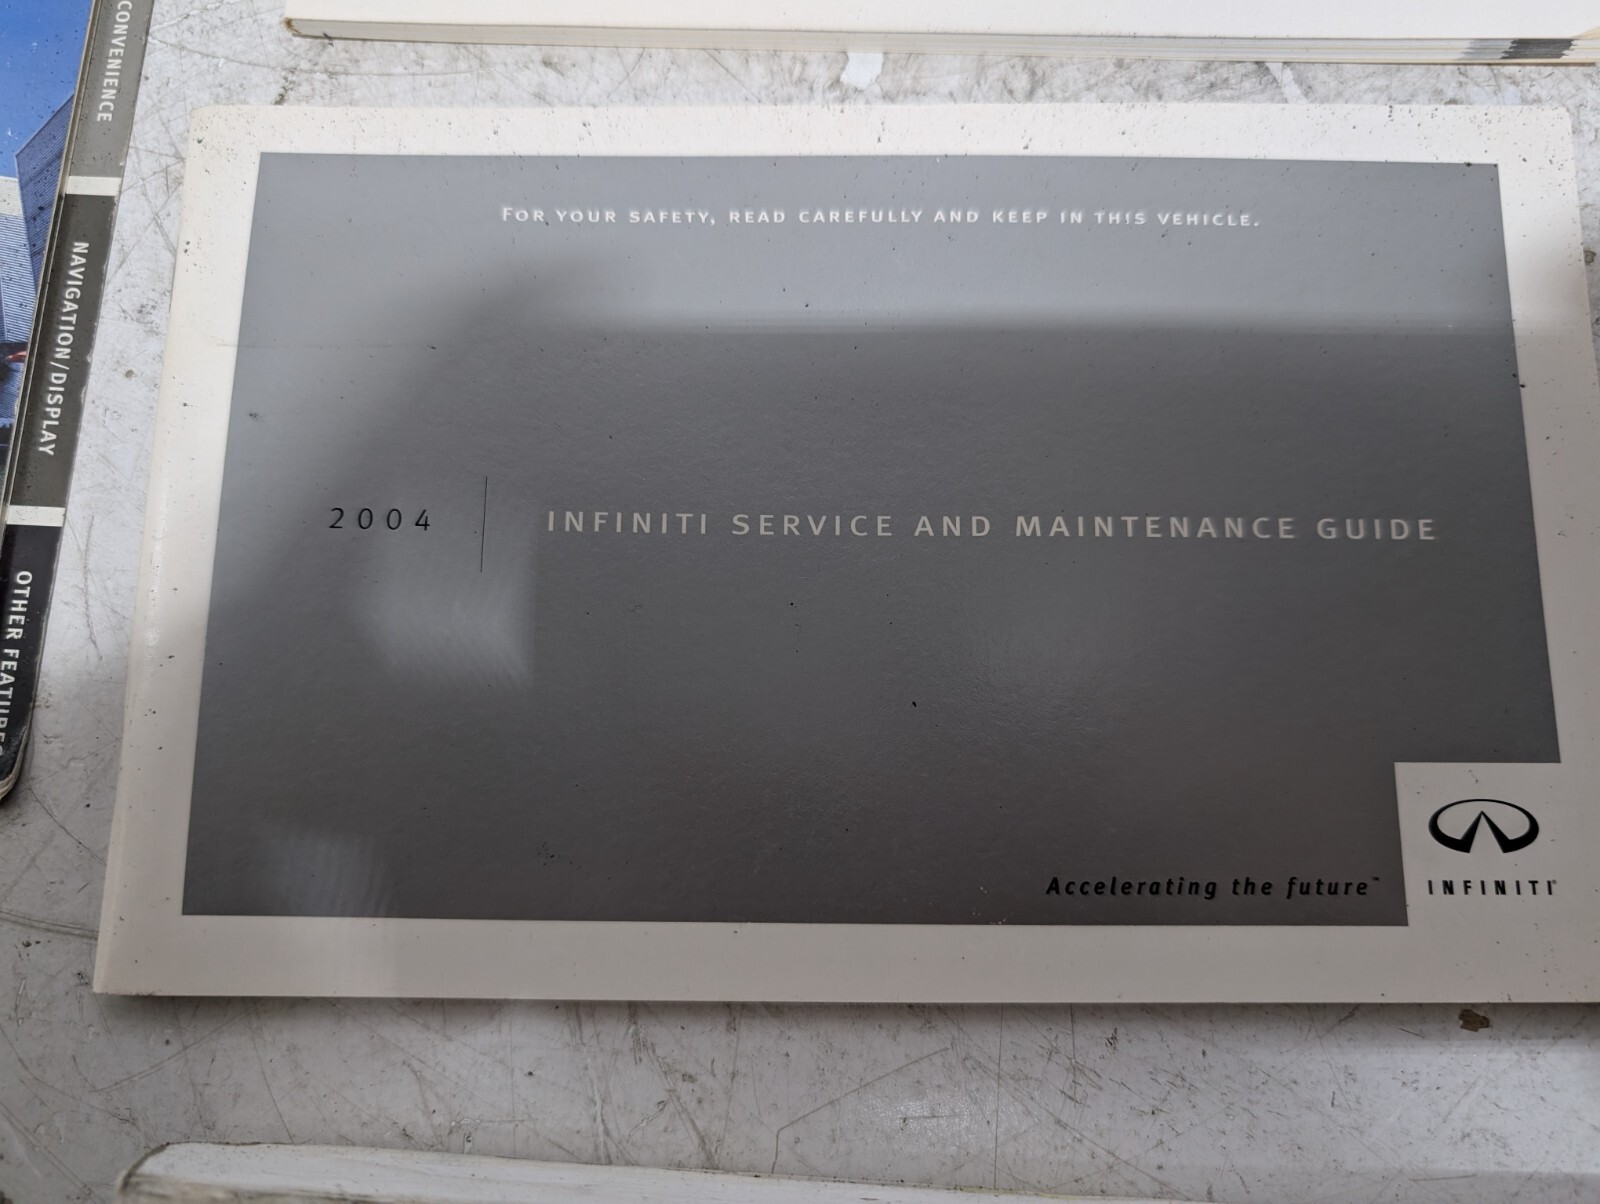 CONVENIENCE
NAVIGATION/DISPLAY
OTHER FEATURES
FOR YOUR SAFETY, READ CAREFULLY AND KEEP IN THIS VEHICLE.
2004 INFINITI SERVICE AND MAINTENANCE GUIDE
Accelerating the future™
INFINITI®